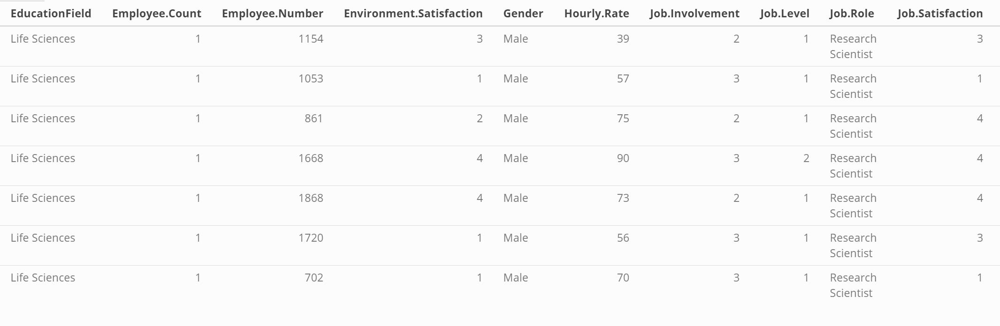 EducationField Employee.Count Employee.Number Environment.Satisfaction Gender Hourly.Rate Job.Involvement Job.Level Job.Role Job.Satisfaction
Life Sciences 1 1154 3 Male 39 2 1 Research 3
Scientist
Life Sciences 1 1053 1 Male 57 3 1 Research 1
Scientist
Life Sciences 1 861 2 Male 75 2 1 Research 4
Scientist
Life Sciences 1 1668 4 Male 90 3 2 Research 4
Scientist
Life Sciences 1 1868 4 Male 73 2 1 Research 4
Scientist
Life Sciences 1 1720 1 Male 56 3 1 Research 3
Scientist
Life Sciences 1 702 1 Male 70 3 1 Research 1
Scientist